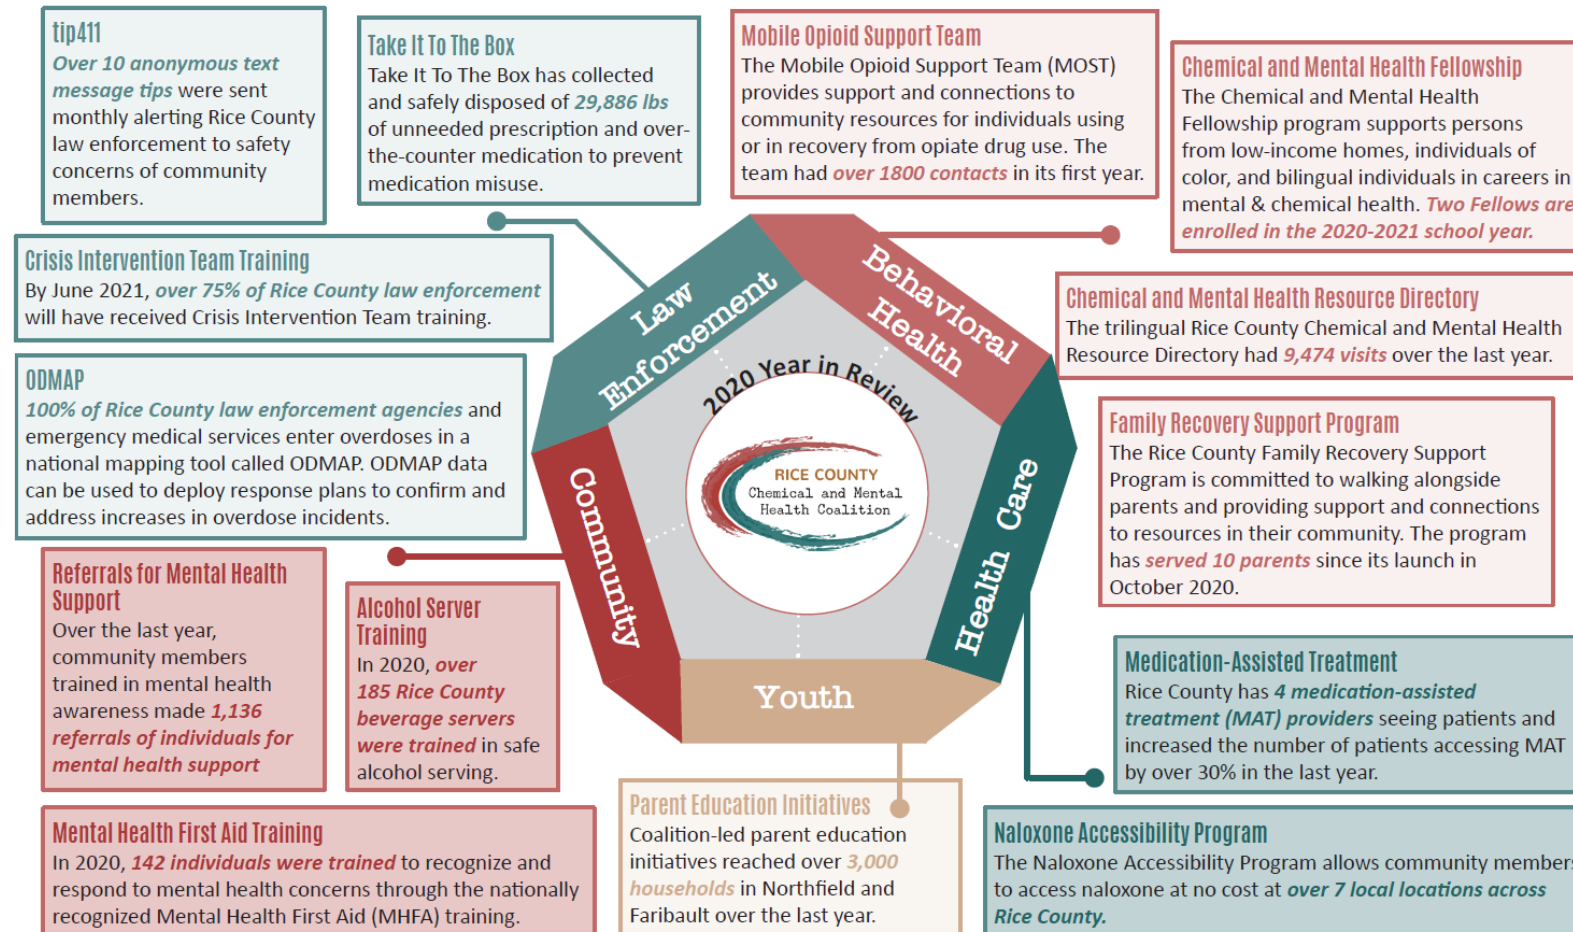 tip411
Over 10 anonymous text
message tips were sent
monthly alerting Rice County
law enforcement to safety
concerns of community
members.
Take It To The Box
Take It To The Box has collected
and safely disposed of 29,886 lbs
of unneeded prescription and over-
the-counter medication to prevent
medication misuse.
Mobile Opioid Support Team
The Mobile Opioid Support Team (MOST)
provides support and connections to
community resources for individuals using
or in recovery from opiate drug use. The
team had over 1800 contacts in its first year.
Chemical and Mental Health Fellowship
The Chemical and Mental Health
Fellowship program supports persons
from low-income homes, individuals of
color, and bilingual individuals in careers in
mental & chemical health. Two Fellows are
enrolled in the 2020-2021 school year.
Crisis Intervention Team Training
By June 2021, over 75% of Rice County law enforcement
will have received Crisis Intervention Team training.
Chemical and Mental Health Resource Directory
The trilingual Rice County Chemical and Mental Health
Resource Directory had 9,474 visits over the last year.
ODMAP
100% of Rice County law enforcement agencies and
emergency medical services enter overdoses in a
national mapping tool called ODMAP. ODMAP data
can be used to deploy response plans to confirm and
address increases in overdose incidents.
Family Recovery Support Program
The Rice County Family Recovery Support
Program is committed to walking alongside
parents and providing support and connections
to resources in their community. The program
has served 10 parents since its launch in
October 2020.
Law
Enforcement
Behavioral
Health
2020 Year in Review
RICE COUNTY
Chemical and Mental
Health Coalition
Community
Health Care
Youth
Referrals for Mental Health
Support
Over the last year,
community members
trained in mental health
awareness made 1,136
referrals of individuals for
mental health support
Alcohol Server
Training
In 2020, over
185 Rice County
beverage servers
were trained in safe
alcohol serving.
Medication-Assisted Treatment
Rice County has 4 medication-assisted
treatment (MAT) providers seeing patients and
increased the number of patients accessing MAT
by over 30% in the last year.
Mental Health First Aid Training
In 2020, 142 individuals were trained to recognize and
respond to mental health concerns through the nationally
recognized Mental Health First Aid (MHFA) training.
Parent Education Initiatives
Coalition-led parent education
initiatives reached over 3,000
households in Northfield and
Faribault over the last year.
Naloxone Accessibility Program
The Naloxone Accessibility Program allows community members
to access naloxone at no cost at over 7 local locations across
Rice County.